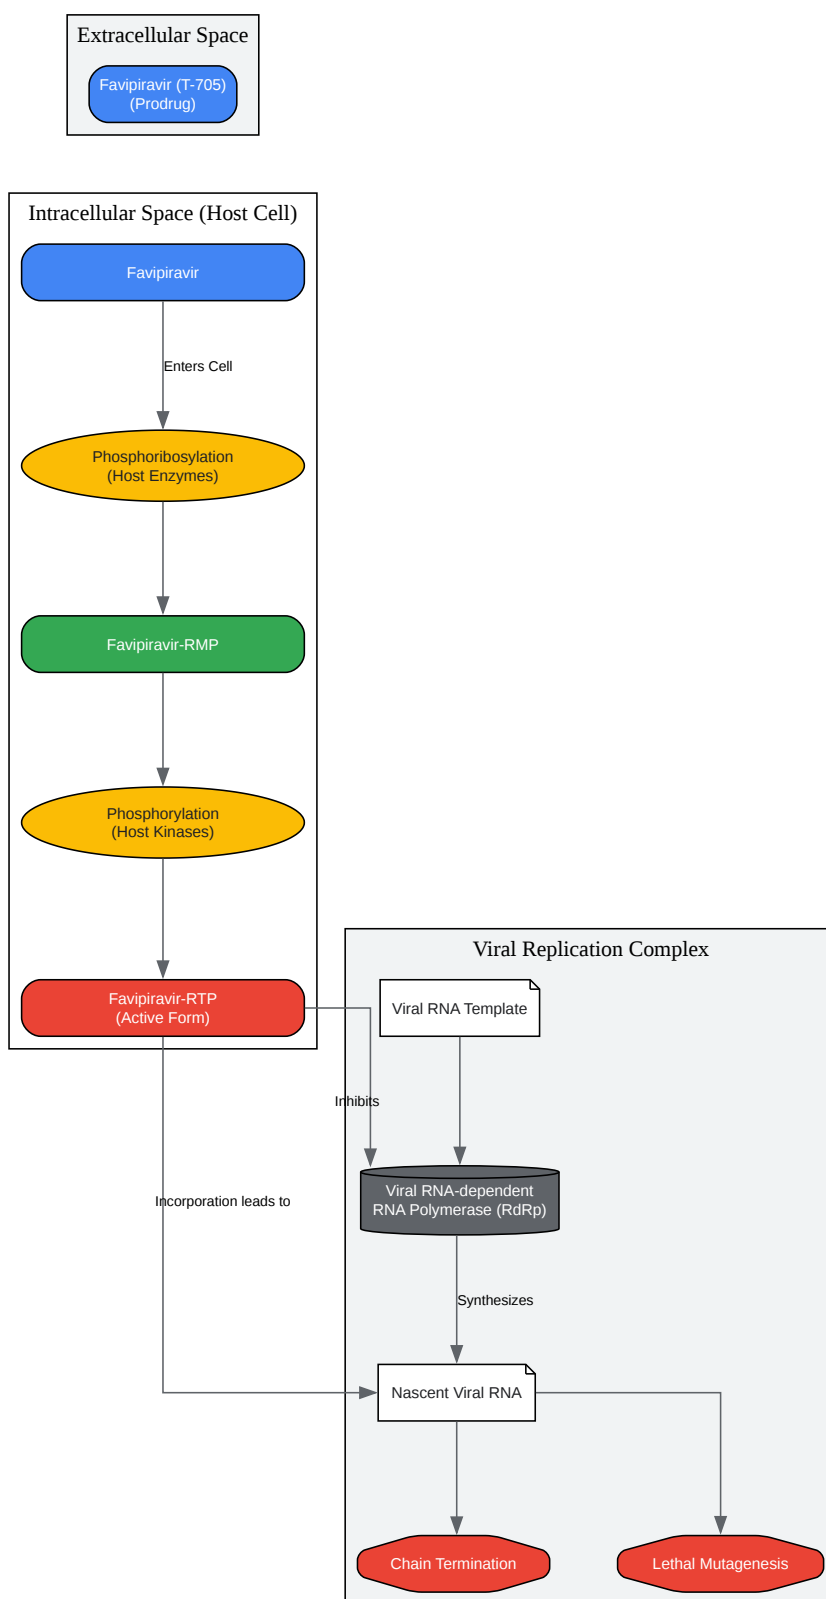 Extracellular Space
Favipiravir (T-705)
(Prodrug)
Intracellular Space (Host Cell)
Favipiravir
Enters Cell
Phosphoribosylation
(Host Enzymes)
Favipiravir-RMP
Phosphorylation
(Host Kinases)
Favipiravir-RTP
(Active Form)
Viral Replication Complex
Viral RNA Template
Inhibits
Viral RNA-dependent
RNA Polymerase (RdRp)
Incorporation leads to
Synthesizes
Nascent Viral RNA
Chain Termination
Lethal Mutagenesis